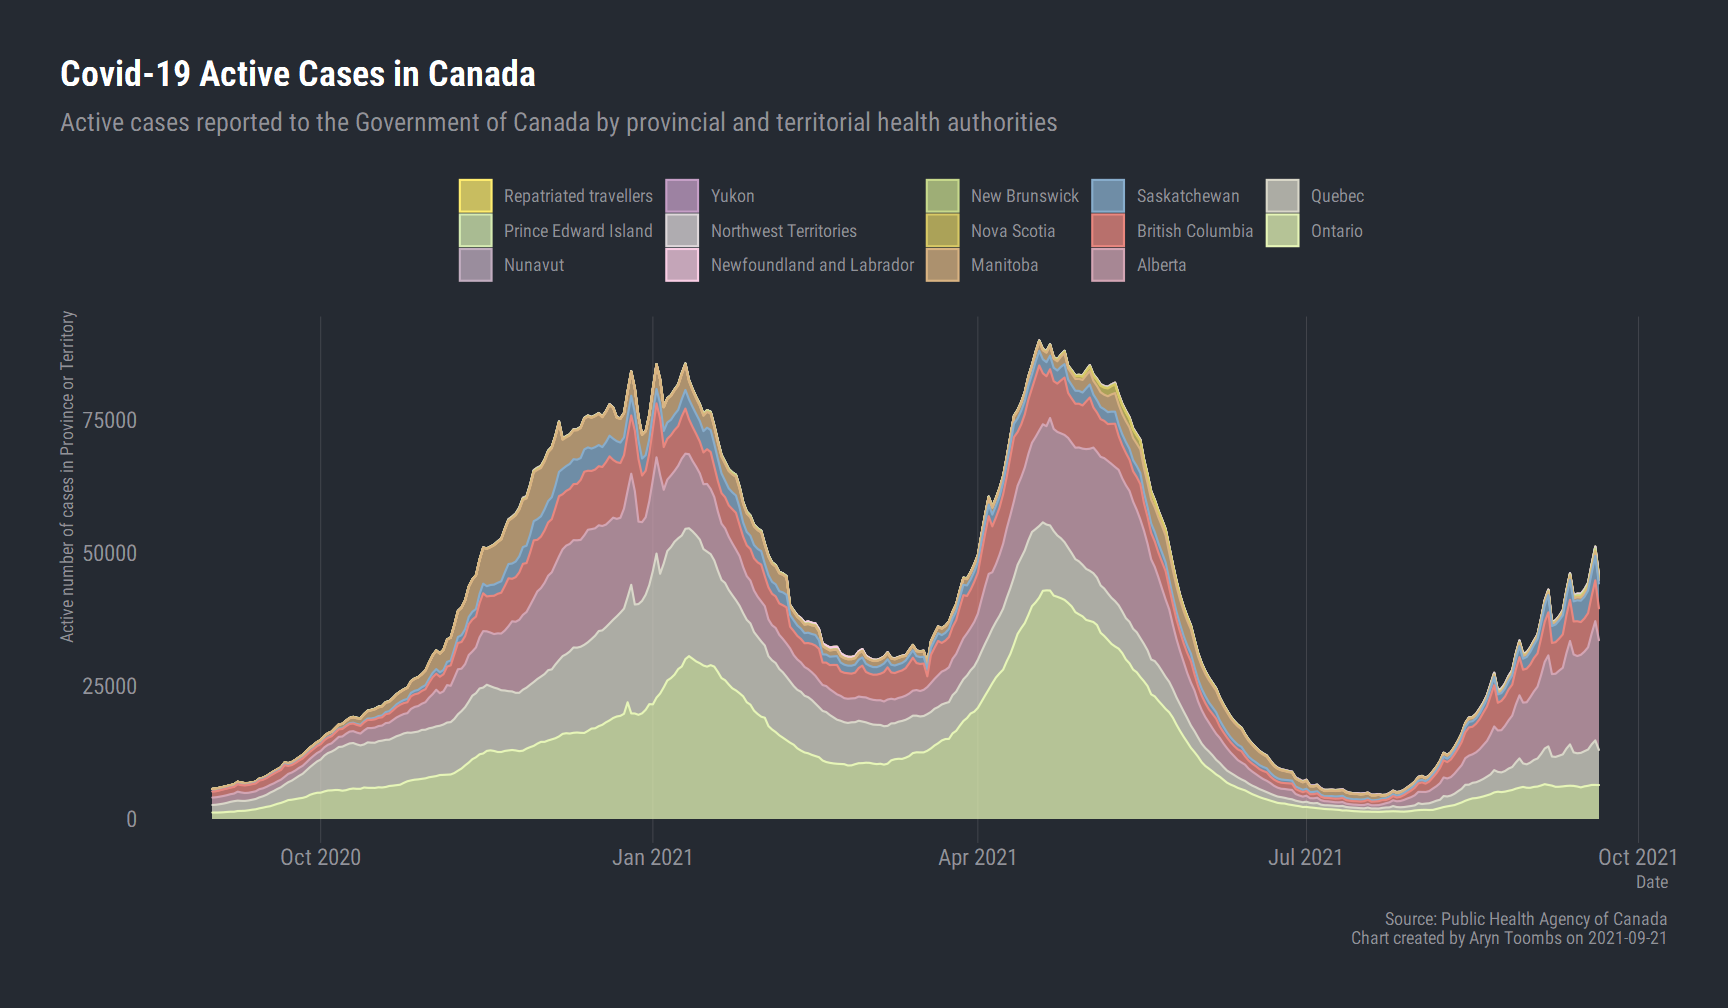 Covid-19 Active Cases in Canada
Active cases reported to the Government of Canada by provincial and territorial health authorities
Repatriated travellers Yukon New Brunswick Saskatchewan Quebec
Prince Edward Island Northwest Territories Nova Scotia British Columbia Ontario
Nunavut Newfoundland and Labrador Manitoba Alberta
Active number of cases in Province or Territory
75000
50000
25000
0
Oct 2020 Jan 2021 Apr 2021 Jul 2021 Oct 2021
Date
Source: Public Health Agency of Canada
Chart created by Aryn Toombs on 2021-09-21